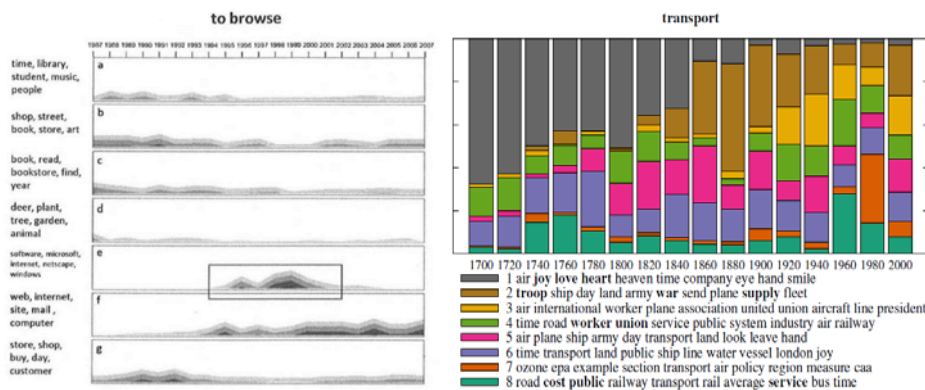 to browse
1987 1988 1989 1990 1991 1992 1993 1994 1995 1996 1997 1998 1999 2000 2001 2002 2003 2004 2005 2006 2007
time, library,
student, music,
people
a
shop, street,
book, store, art
b
book, read,
bookstore, find,
year
c
deer, plant,
tree, garden,
animal
d
software, microsoft,
internet, netscape,
windows
e
web, internet,
site, mail,
computer
f
store, shop,
buy, day,
customer
g
transport
1700 1720 1740 1760 1780 1800 1820 1840 1860 1880 1900 1920 1940 1960 1980 2000
1 air joy love heart heaven time company eye hand smile
2 troop ship day land army war send plane supply fleet
3 air international worker plane association united union aircraft line president
4 time road worker union service public system industry air railway
5 air plane ship army day transport land look leave hand
6 time transport land public ship line water vessel london joy
7 ozone epa example section transport air policy region measure caa
8 road cost public railway transport rail average service bus time